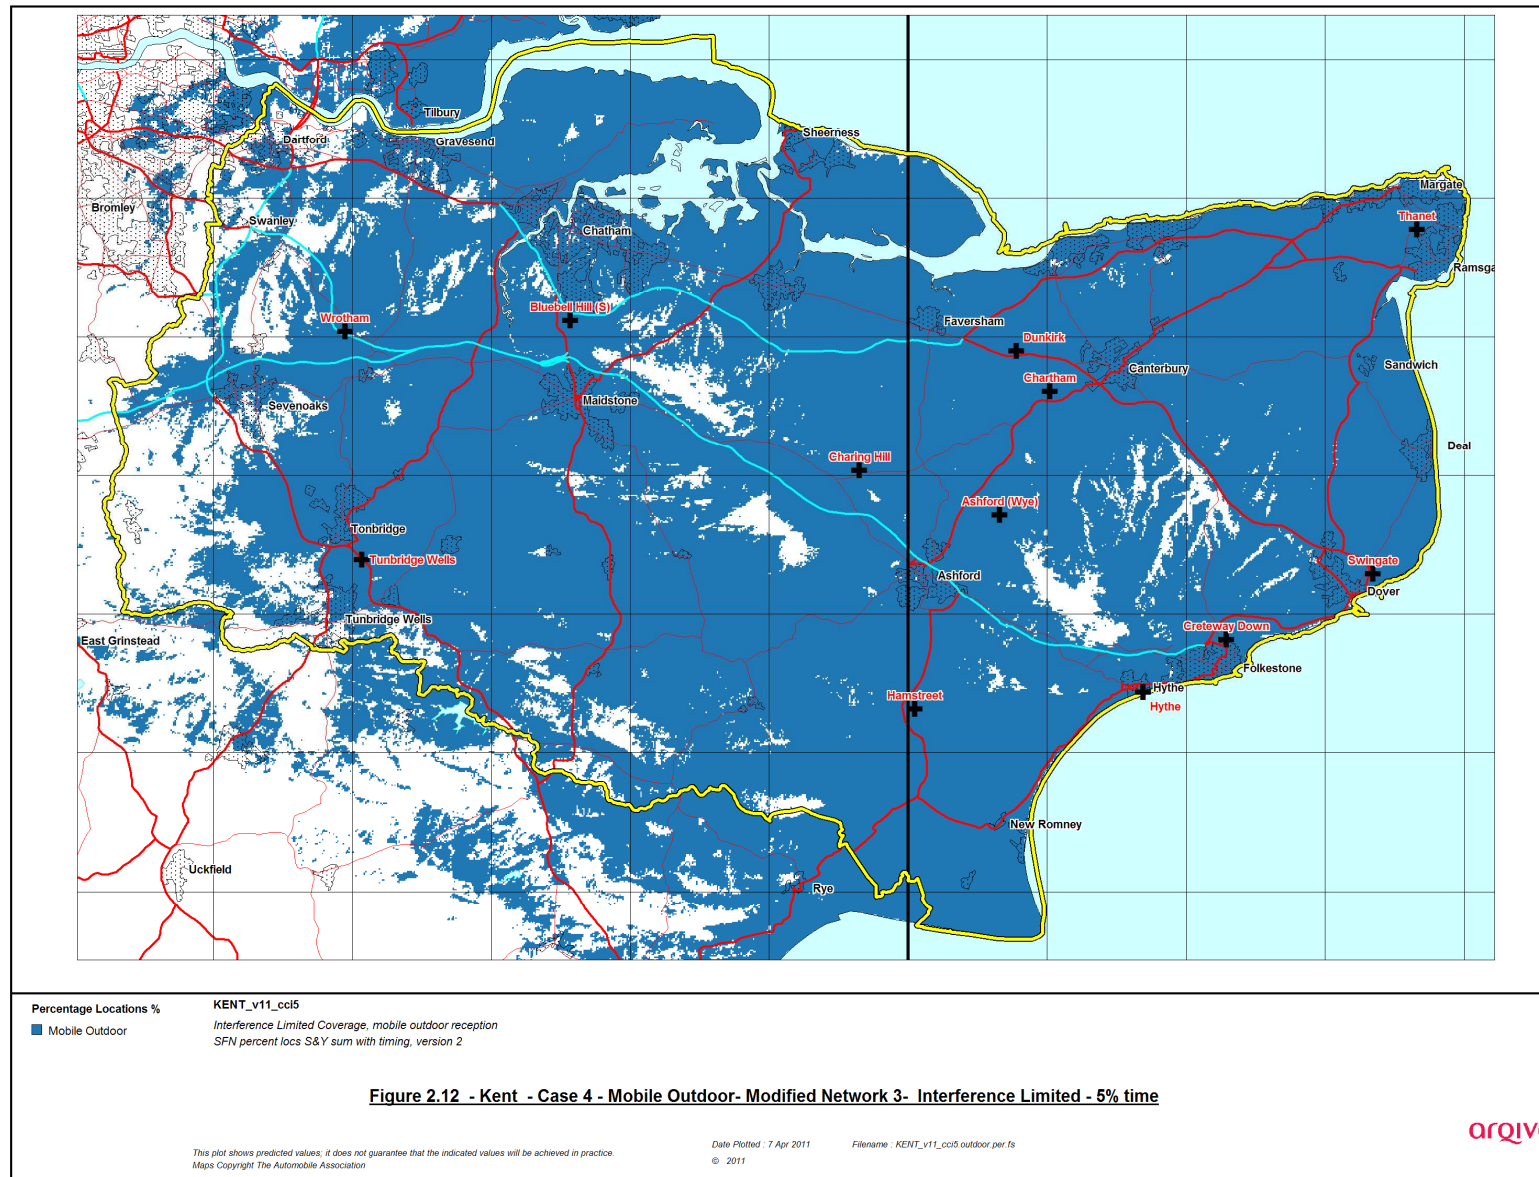 Tilbury
Sheerness
Dartford
Gravesend
Margate
Bromley
Swanley
Thanet
Chatham
Ramsga
Bluebell Hill (S)
Wrotham
Faversham
Dunkirk
Sandwich
Canterbury
Chartham
Sevenoaks
Maidstone
Deal
Charing Hill
Ashford (Wye)
Tonbridge
Tunbridge Wells
Swingate
Ashford
Dover
Tunbridge Wells
Creteway Down
East Grinstead
Folkestone
Hythe
Hamstreet
Hythe
New Romney
Uckfield
Rye
Percentage Locations %
Mobile Outdoor
KENT_v11_cci5
Interference Limited Coverage, mobile outdoor reception
SFN percent locs S&Y sum with timing, version 2
Figure 2.12 - Kent - Case 4 - Mobile Outdoor- Modified Network 3- Interference Limited - 5% time
arqiv
Date Plotted : 7 Apr 2011 Filename : KENT_v11_cci5.outdoor.per.fs
This plot shows predicted values; it does not guarantee that the indicated values will be achieved in practice.
Maps Copyright The Automobile Association
© 2011